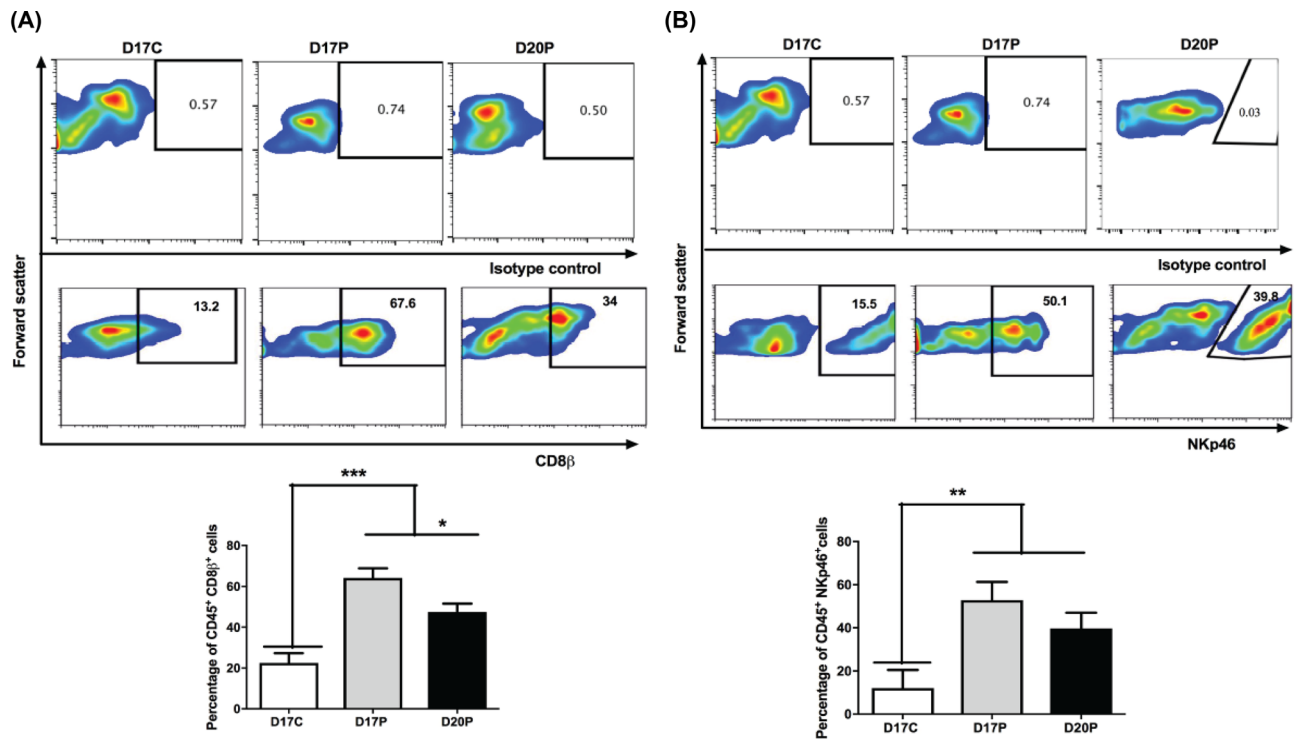 (A)
D17C D17P D20P
0.57 0.74 0.50
Isotype control
Forward scatter
13.2 67.6 34
CD8β
***
*
Percentage of CD45+ CD8β+ cells
80
60
40
20
0
D17C D17P D20P
(B)
D17C D17P D20P
0.57 0.74 0.03
Isotype control
Forward scatter
15.5 50.1 39.8
NKp46
**
Percentage of CD45+ NKp46+cells
80
60
40
20
0
D17C D17P D20P